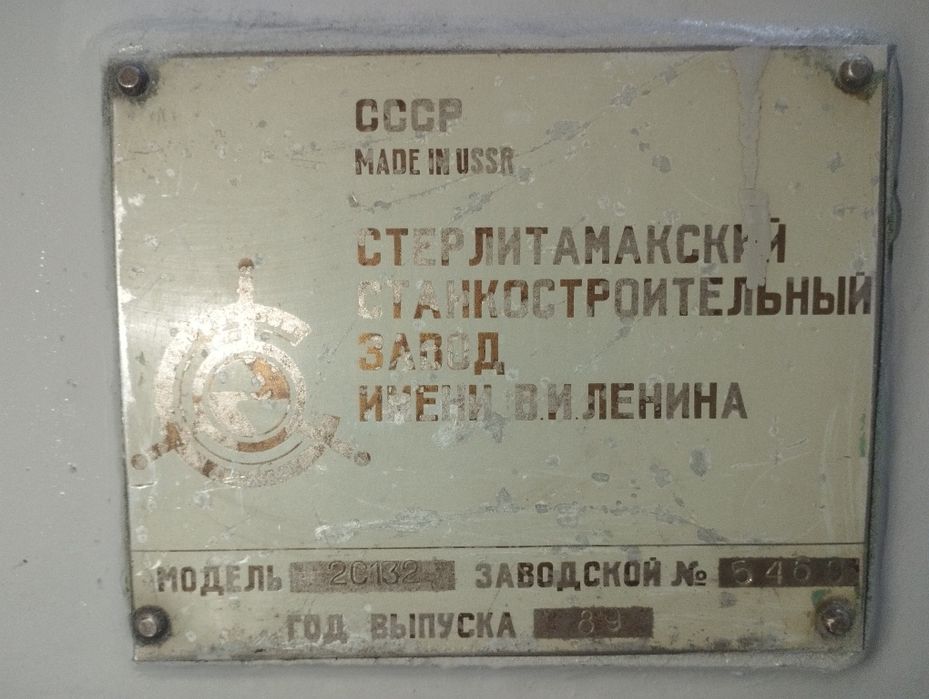 СССР
MADE IN USSR
СТЕРЛИТАМАКСКИЙ
СТАНКОСТРОИТЕЛЬНЫЙ
ЗАВОД
ИМЕНИ В.И.ЛЕНИНА
МОДЕЛЬ 2С132 ЗАВОДСКОЙ №
ГОД ВЫПУСКА 89